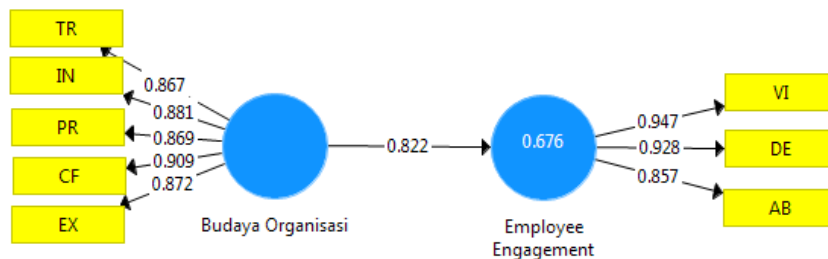 TR
IN
PR
CF
EX
0.867
0.881
0.869
0.909
0.872
Budaya Organisasi
0.822
0.676
Employee
Engagement
0.947
0.928
0.857
VI
DE
AB